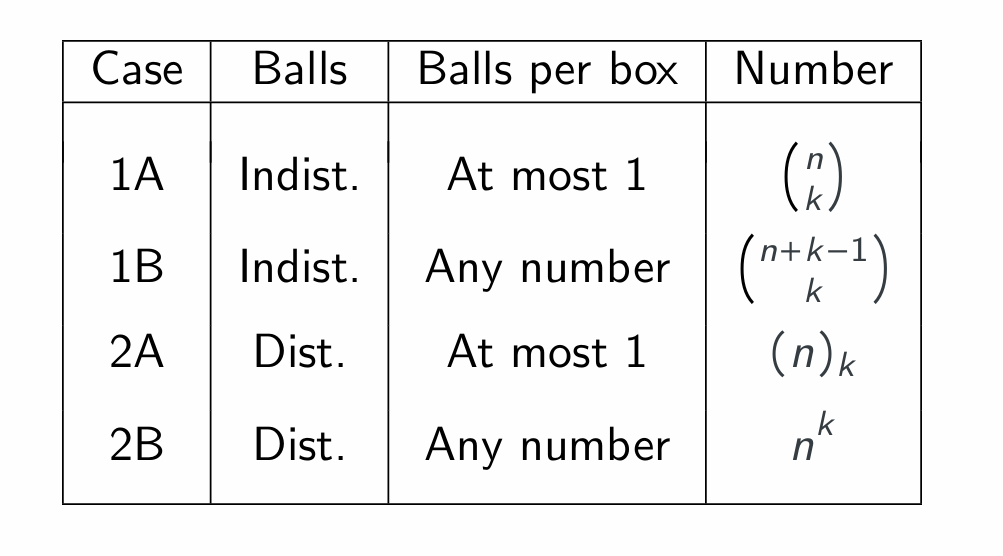 Case Balls Balls per box Number
1A Indist. At most 1 \binom{n}{k}
1B Indist. Any number \binom{n+k-1}{k}
2A Dist. At most 1 (n)_k
2B Dist. Any number n^k